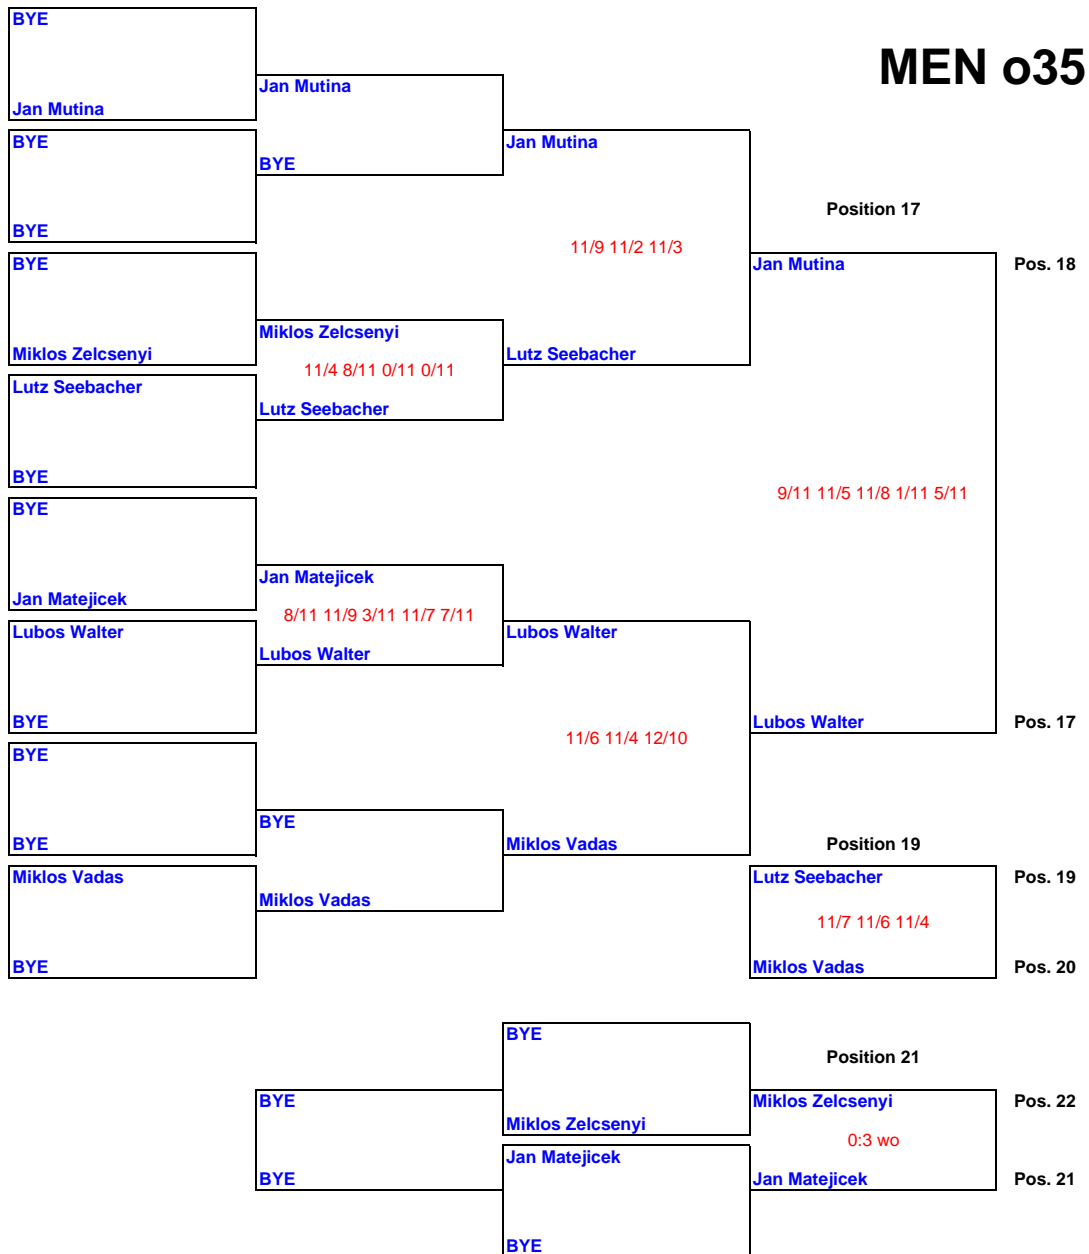 BYE
MEN o35
Jan Mutina
Jan Mutina
BYE
Jan Mutina
BYE
Position 17
BYE
11/9 11/2 11/3
BYE
Jan Mutina
Pos. 18
Miklos Zelcsenyi
Miklos Zelcsenyi
Lutz Seebacher
11/4 8/11 0/11 0/11
Lutz Seebacher
Lutz Seebacher
BYE
9/11 11/5 11/8 1/11 5/11
BYE
Jan Matejicek
Jan Matejicek
8/11 11/9 3/11 11/7 7/11
Lubos Walter
Lubos Walter
Lubos Walter
BYE
Lubos Walter
Pos. 17
11/6 11/4 12/10
BYE
BYE
BYE
Miklos Vadas
Position 19
Miklos Vadas
Lutz Seebacher
Pos. 19
Miklos Vadas
11/7 11/6 11/4
BYE
Miklos Vadas
Pos. 20
BYE
Position 21
BYE
Miklos Zelcsenyi
Pos. 22
Miklos Zelcsenyi
0:3 wo
Jan Matejicek
BYE
Jan Matejicek
Pos. 21
BYE